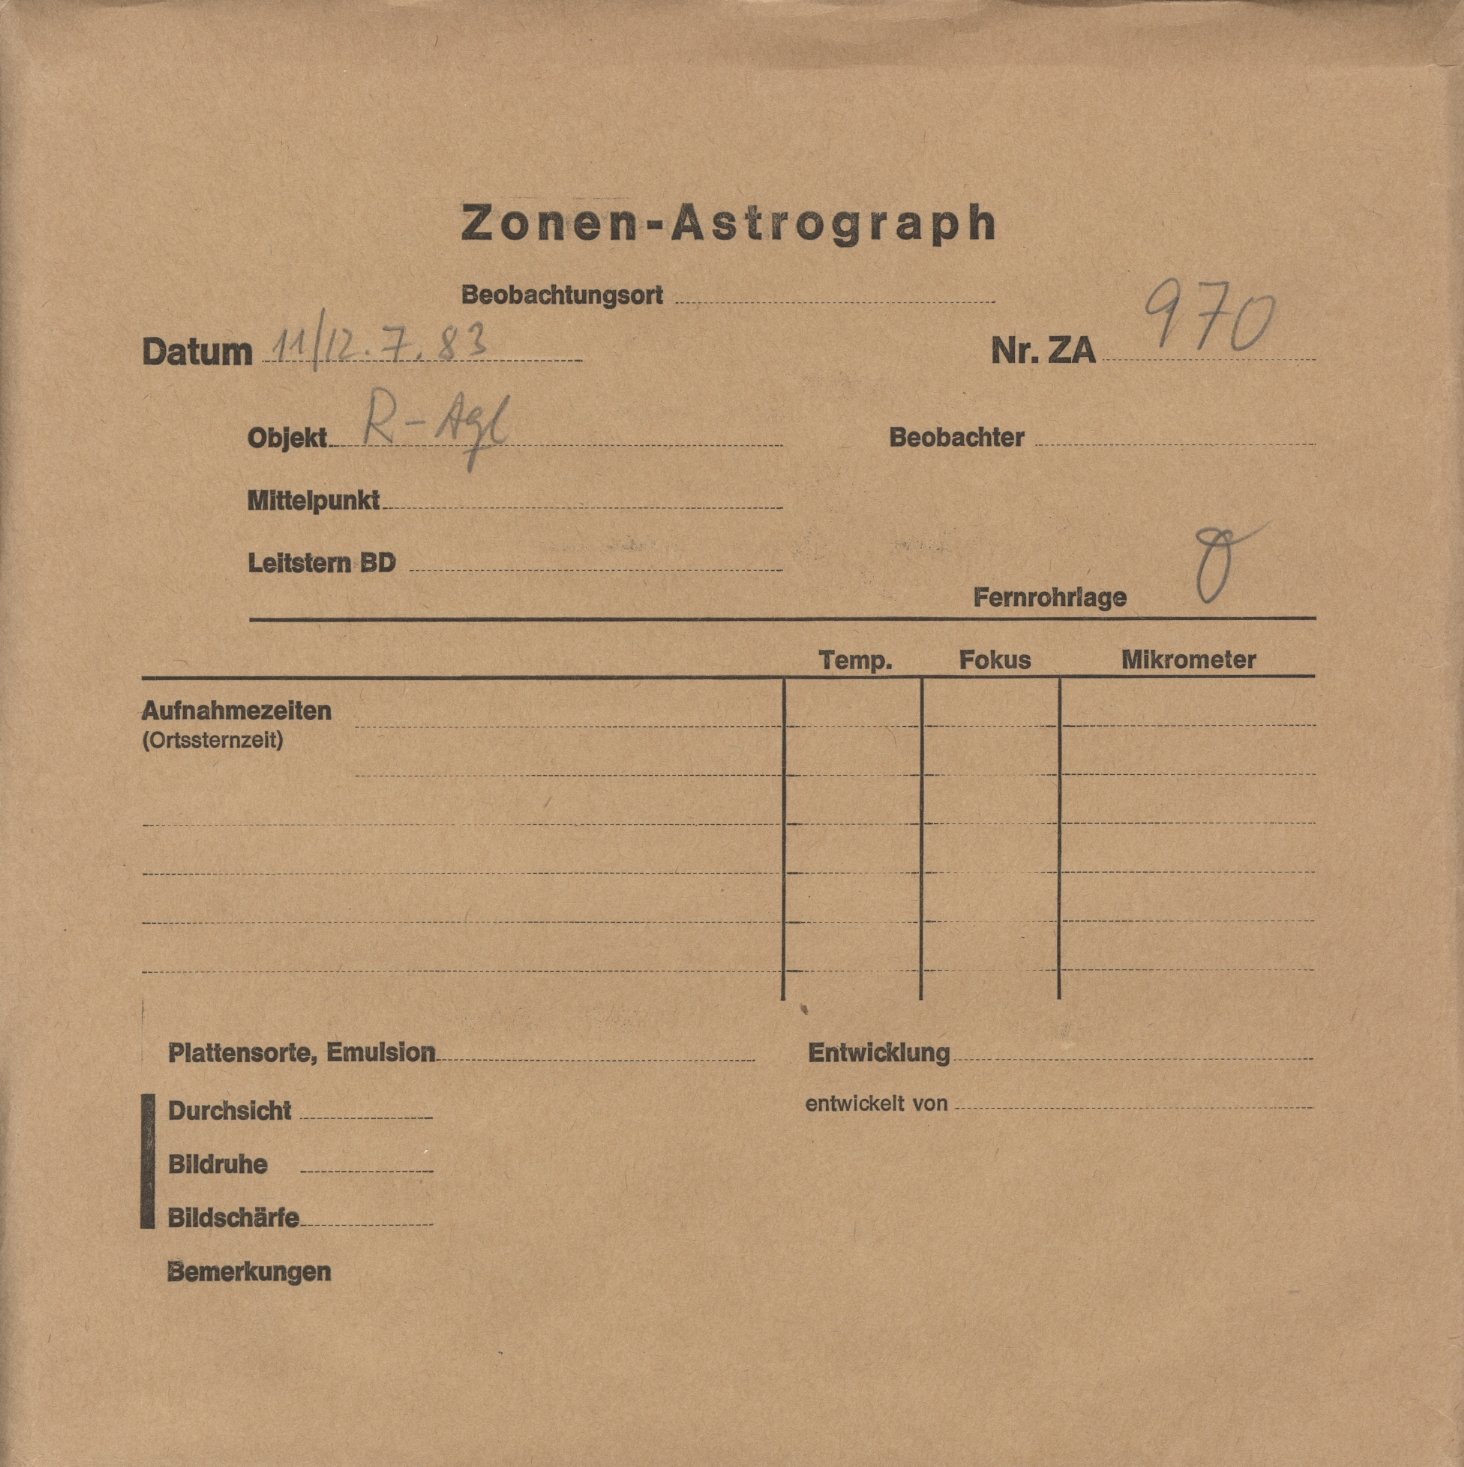 Zonen-Astrograph
Beobachtungsort
Datum 11/12.7.83 Nr. ZA 970
Objekt R-Aql Beobachter
Mittelpunkt
Leitstern BD
Fernrohrlage O
Temp. Fokus Mikrometer
Aufnahmezeiten
(Ortssternzeit)
Plattensorte, Emulsion Entwicklung
Durchsicht entwickelt von
Bildruhe
Bildschärfe
Bemerkungen